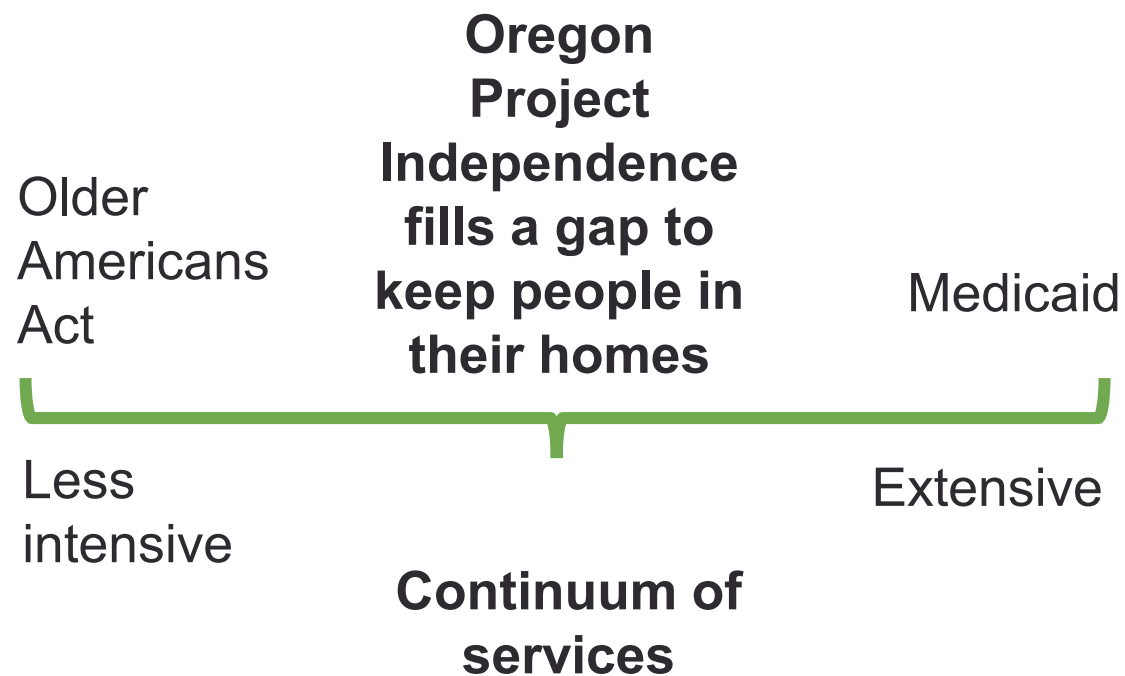 Older
Americans
Act
Oregon
Project
Independence
fills a gap to
keep people in
their homes
Medicaid
Less
intensive
Extensive
Continuum of
services